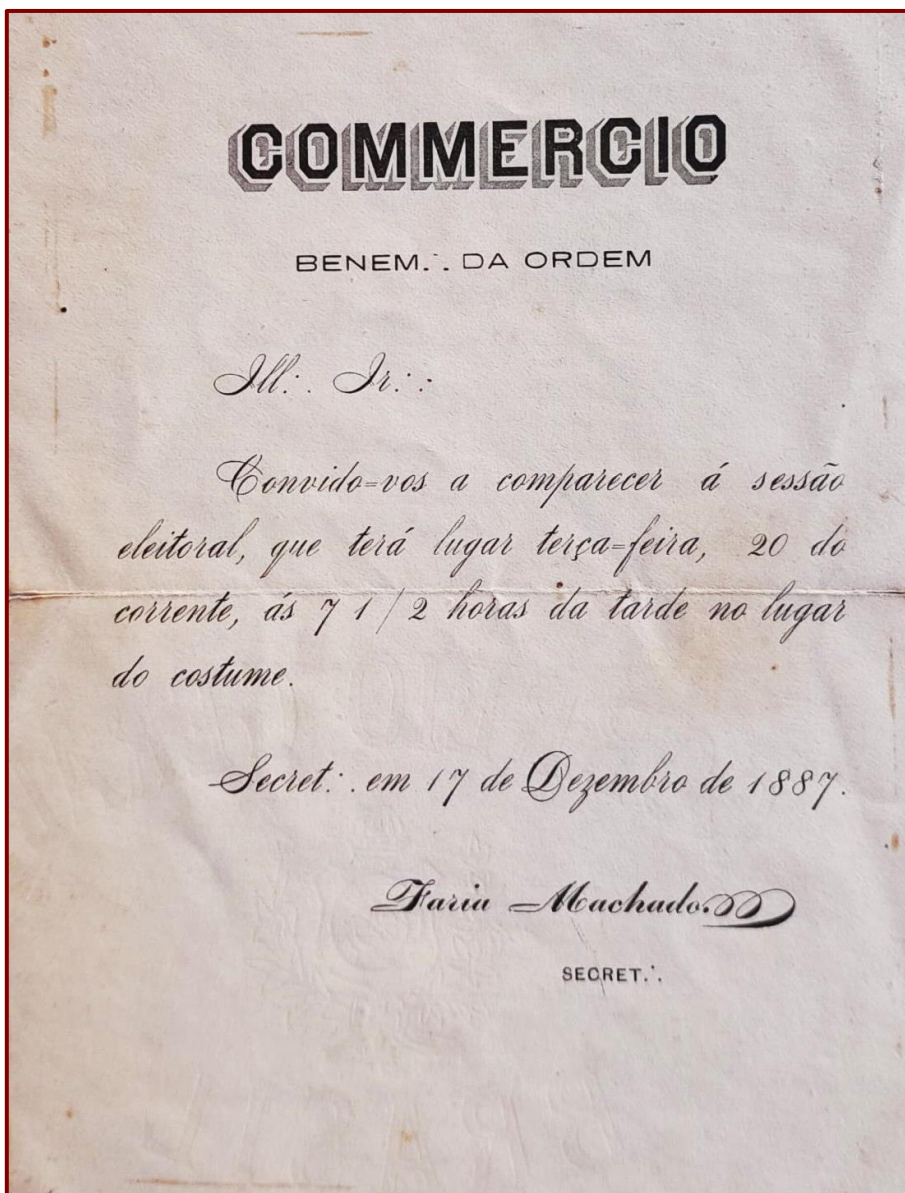 COMMERCIO
BENEM.∴ DA ORDEM
Ill∴ Ir∴
Convido=vos a comparecer á sessão
eleitoral, que terá lugar terça=feira, 20 do
corrente, ás 7 1/2 horas da tarde no lugar
do costume.
Secret∴ em 17 de Dezembro de 1887.
Faria Machado.
SECRET.∴